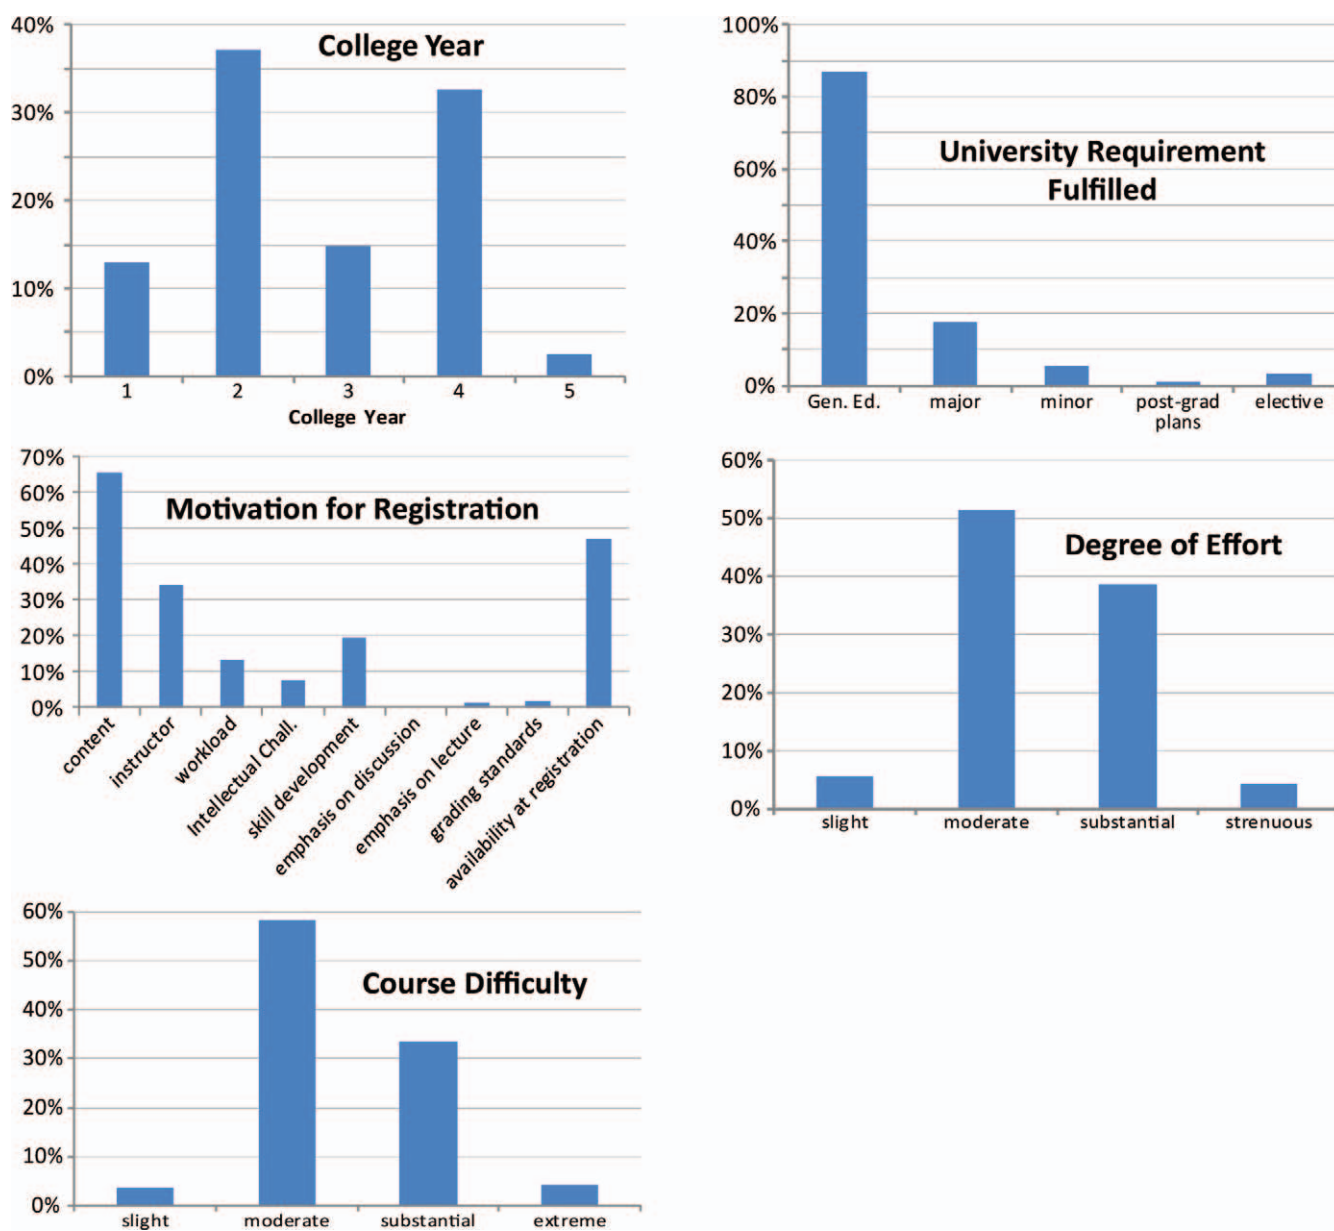 College Year
40%
30%
20%
10%
0%
1 2 3 4 5
College Year
University Requirement
Fulfilled
100%
80%
60%
40%
20%
0%
Gen. Ed. major minor post-grad elective
plans
Motivation for Registration
70%
60%
50%
40%
30%
20%
10%
0%
content
instructor
workload
Intellectual Chall.
skill development
emphasis on discussion
emphasis on lecture
grading standards
availability at registration
Degree of Effort
60%
50%
40%
30%
20%
10%
0%
slight moderate substantial strenuous
Course Difficulty
60%
50%
40%
30%
20%
10%
0%
slight moderate substantial extreme